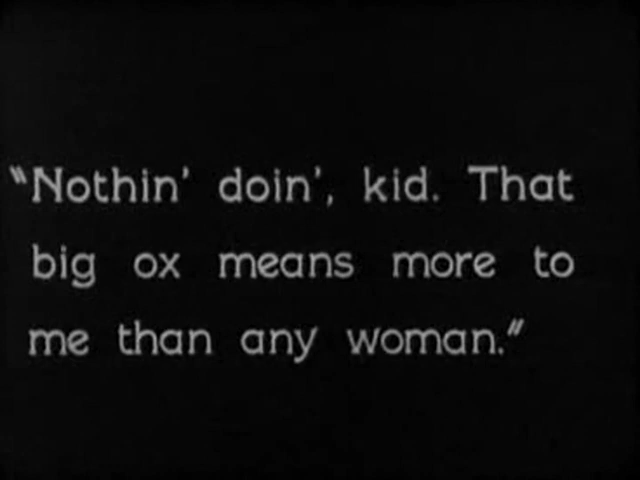 "Nothin' doin', kid. That
big ox means more to
me than any woman."